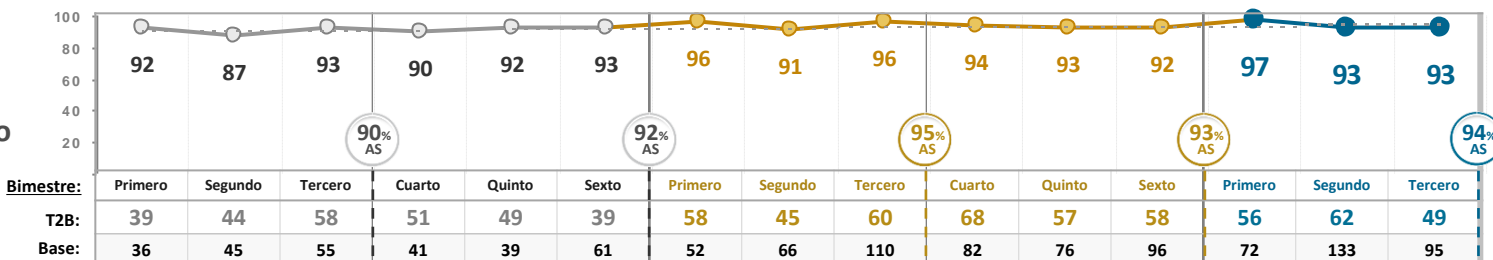 100
92 87 93 90 92 93 96 91 96 94 93 92 97 93 93
80
60
40
20
o
90% AS 92% AS 95% AS 93% AS 94% AS
Bimestre: Primero Segundo Tercero Cuarto Quinto Sexto Primero Segundo Tercero Cuarto Quinto Sexto Primero Segundo Tercero
T2B: 39 44 58 51 49 39 58 45 60 68 57 58 56 62 49
Base: 36 45 55 41 39 61 52 66 110 82 76 96 72 133 95